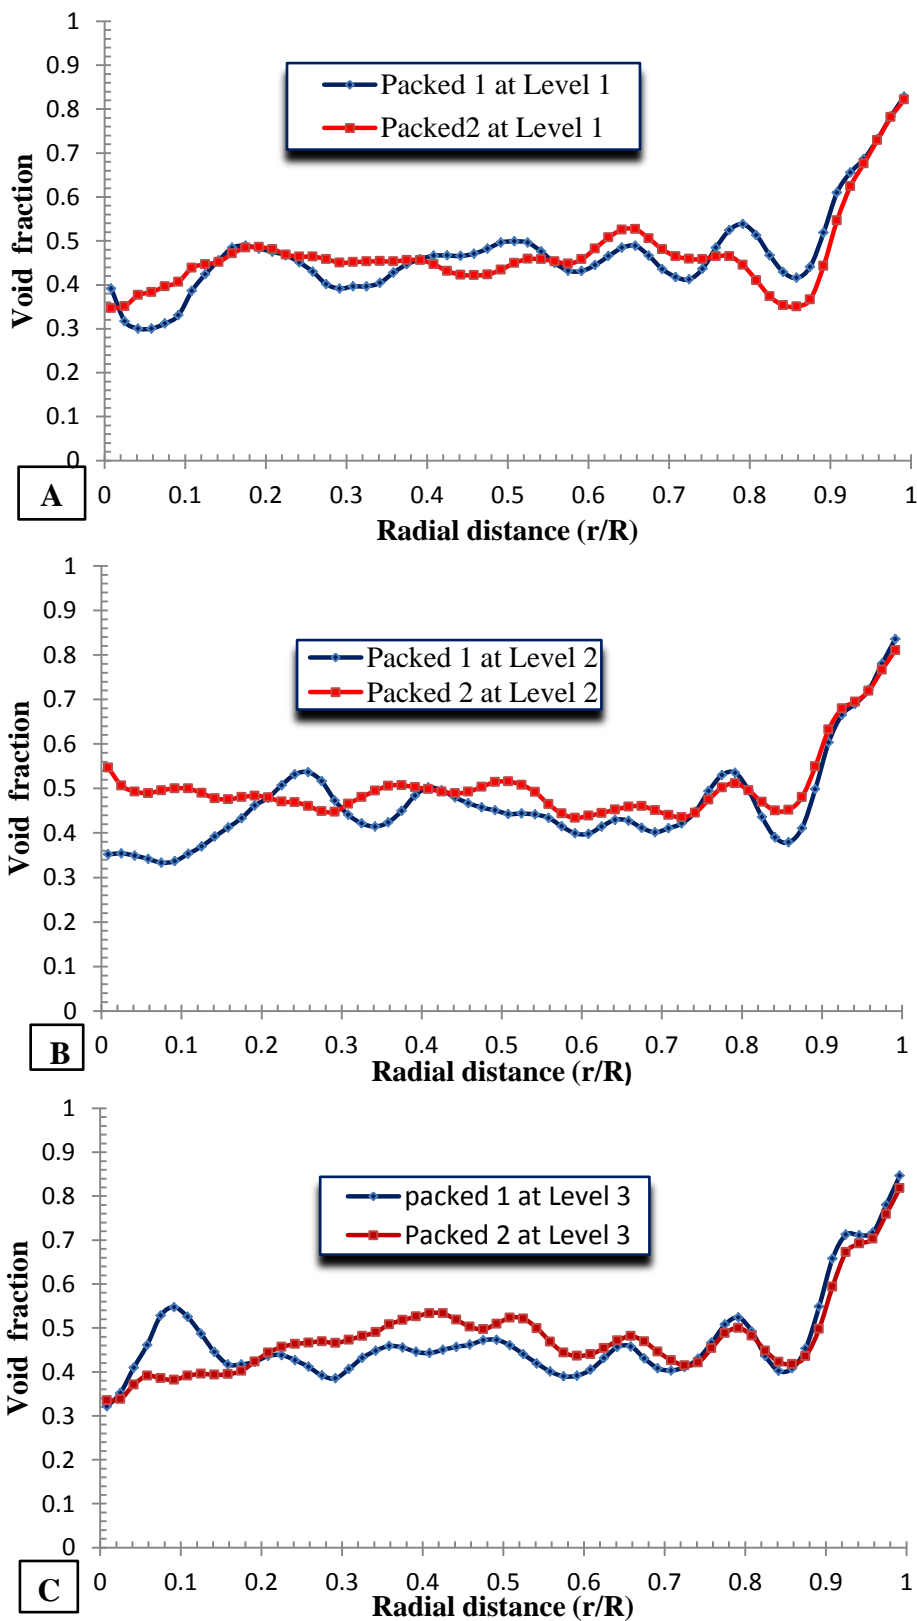 1
0.9
0.8
0.7
0.6
0.5
0.4
0.3
0.2
0.1
0
Void fraction
Packed 1 at Level 1
Packed2 at Level 1
A
0 0.1 0.2 0.3 0.4 0.5 0.6 0.7 0.8 0.9 1
Radial distance (r/R)
1
0.9
0.8
0.7
0.6
0.5
0.4
0.3
0.2
0.1
0
Void fraction
Packed 1 at Level 2
Packed 2 at Level 2
B
0 0.1 0.2 0.3 0.4 0.5 0.6 0.7 0.8 0.9 1
Radial distance (r/R)
1
0.9
0.8
0.7
0.6
0.5
0.4
0.3
0.2
0.1
0
Void fraction
packed 1 at Level 3
Packed 2 at Level 3
C
0 0.1 0.2 0.3 0.4 0.5 0.6 0.7 0.8 0.9 1
Radial distance (r/R)